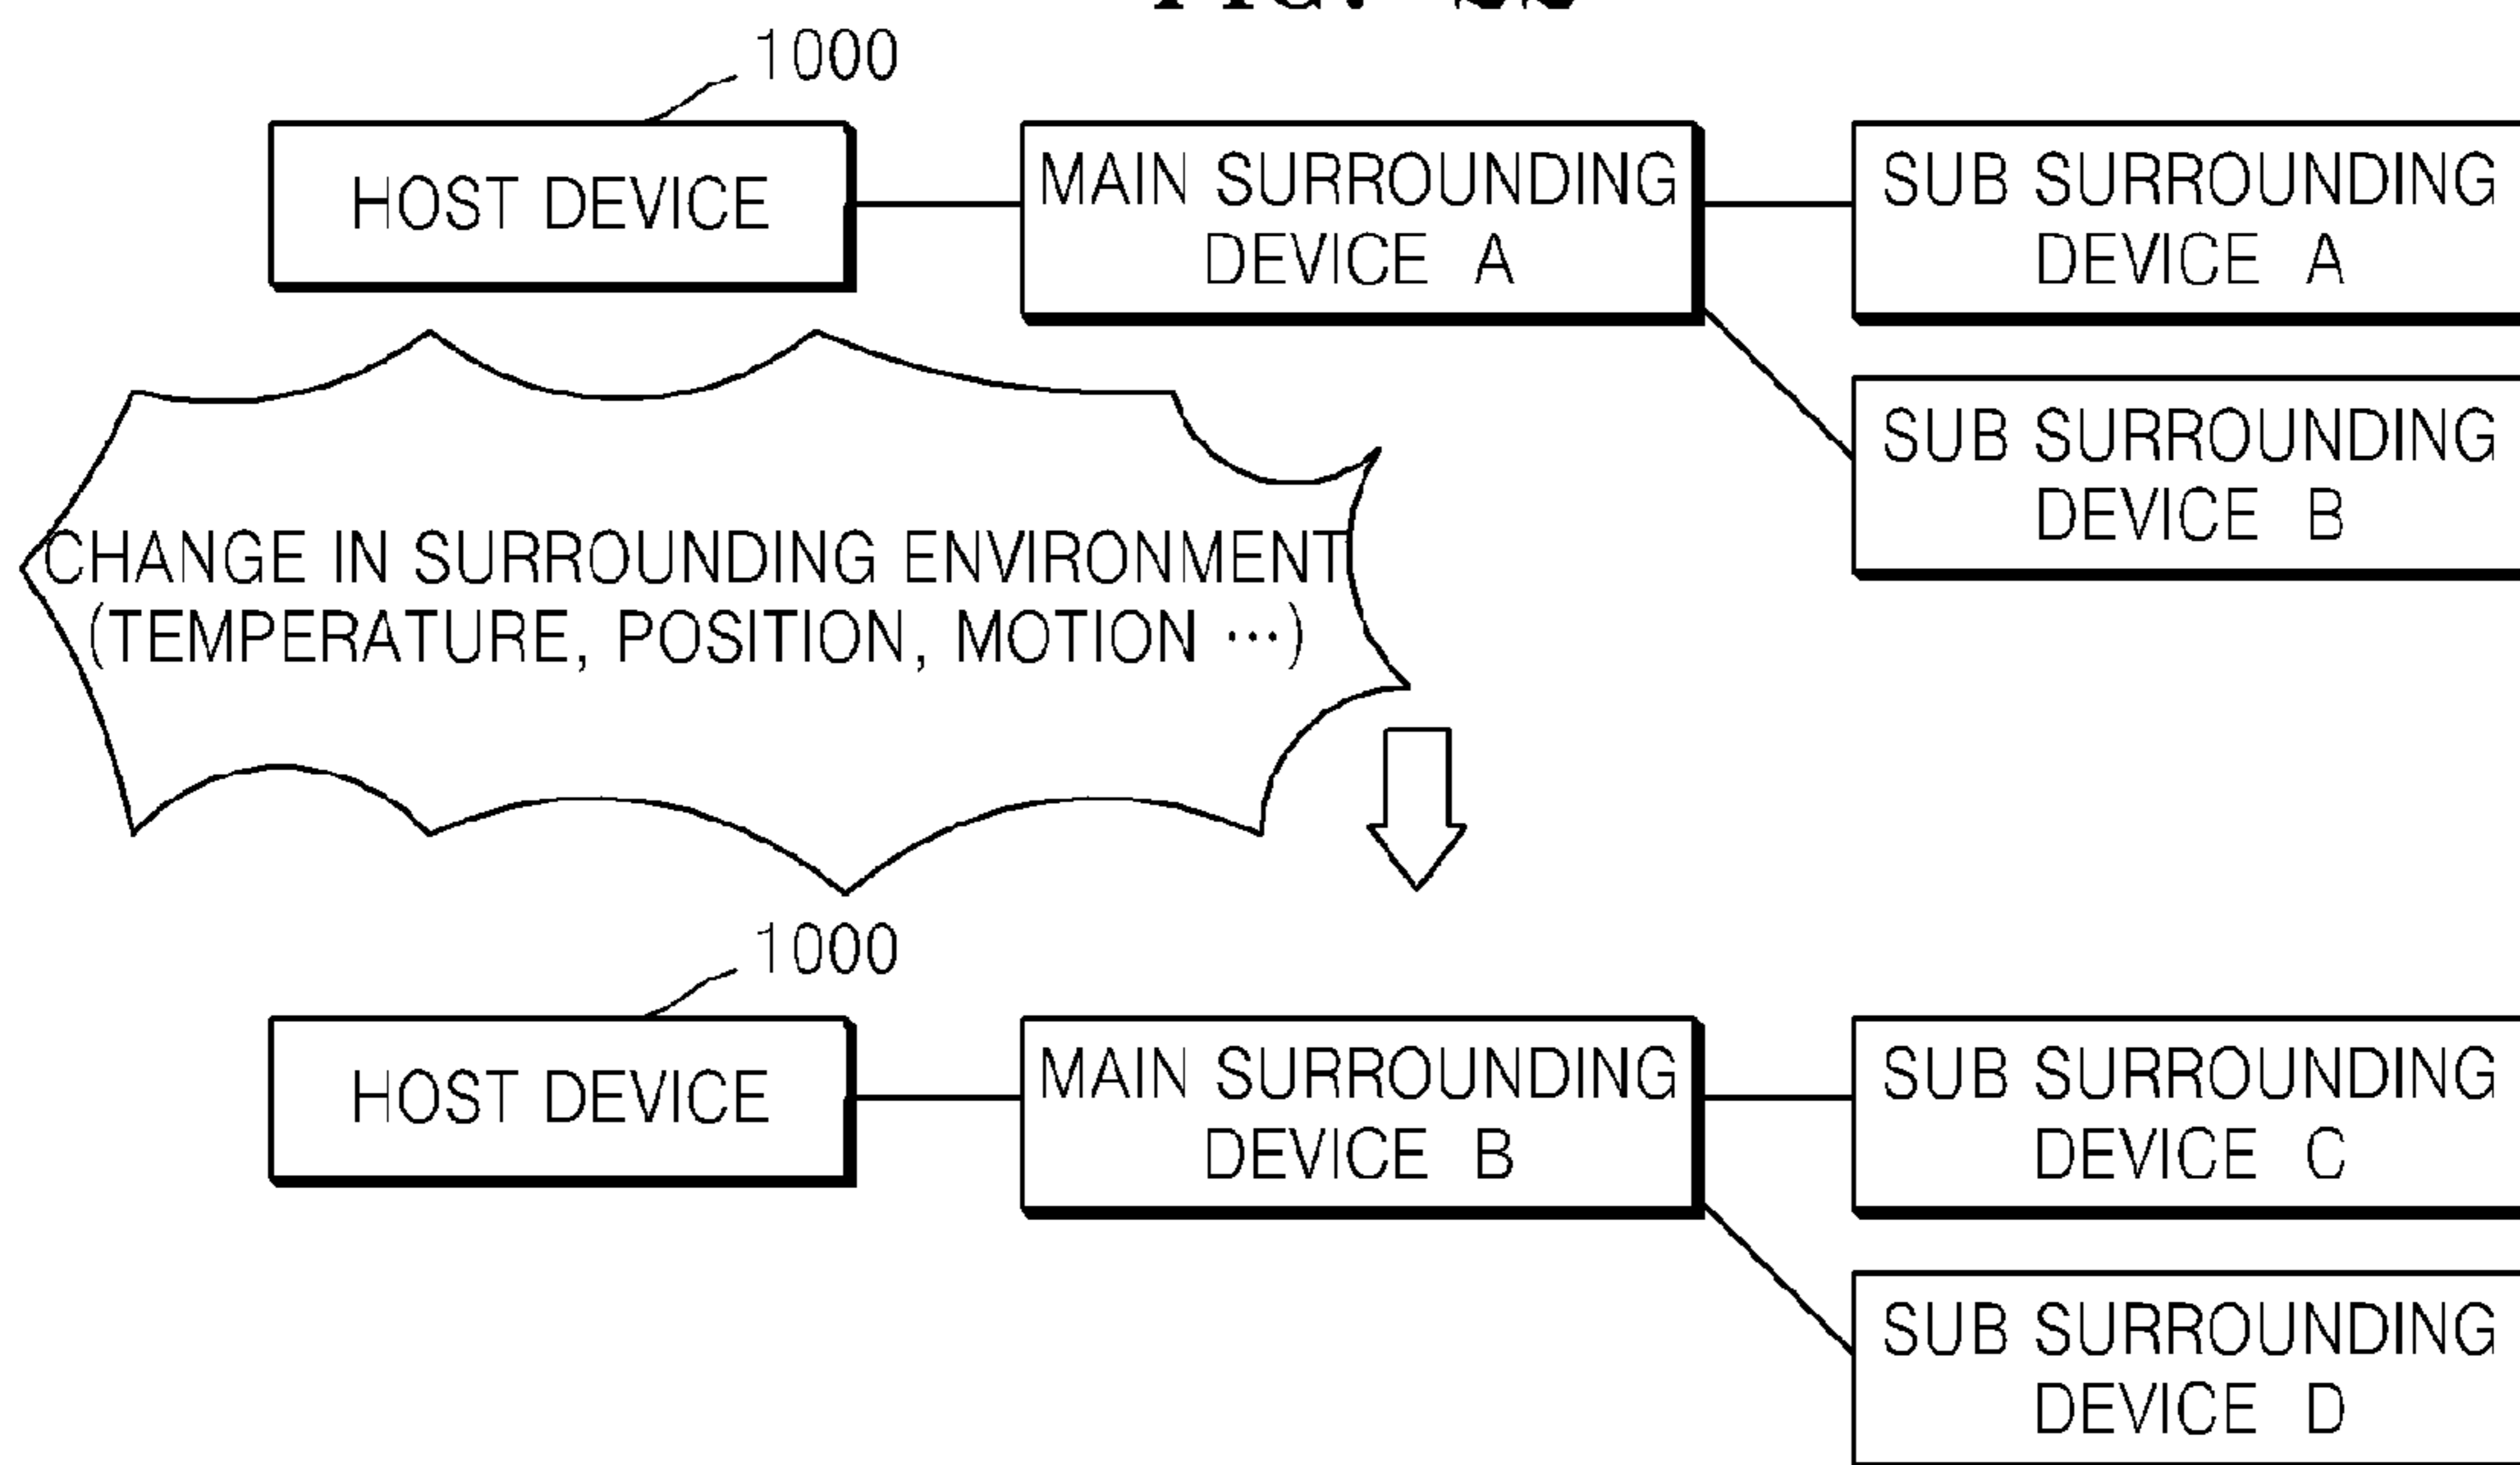 1000
HOST DEVICE
MAIN SURROUNDING
DEVICE A
SUB SURROUNDING
DEVICE A
SUB SURROUNDING
DEVICE B
CHANGE IN SURROUNDING ENVIRONMENT
(TEMPERATURE, POSITION, MOTION ···)
1000
HOST DEVICE
MAIN SURROUNDING
DEVICE B
SUB SURROUNDING
DEVICE C
SUB SURROUNDING
DEVICE D